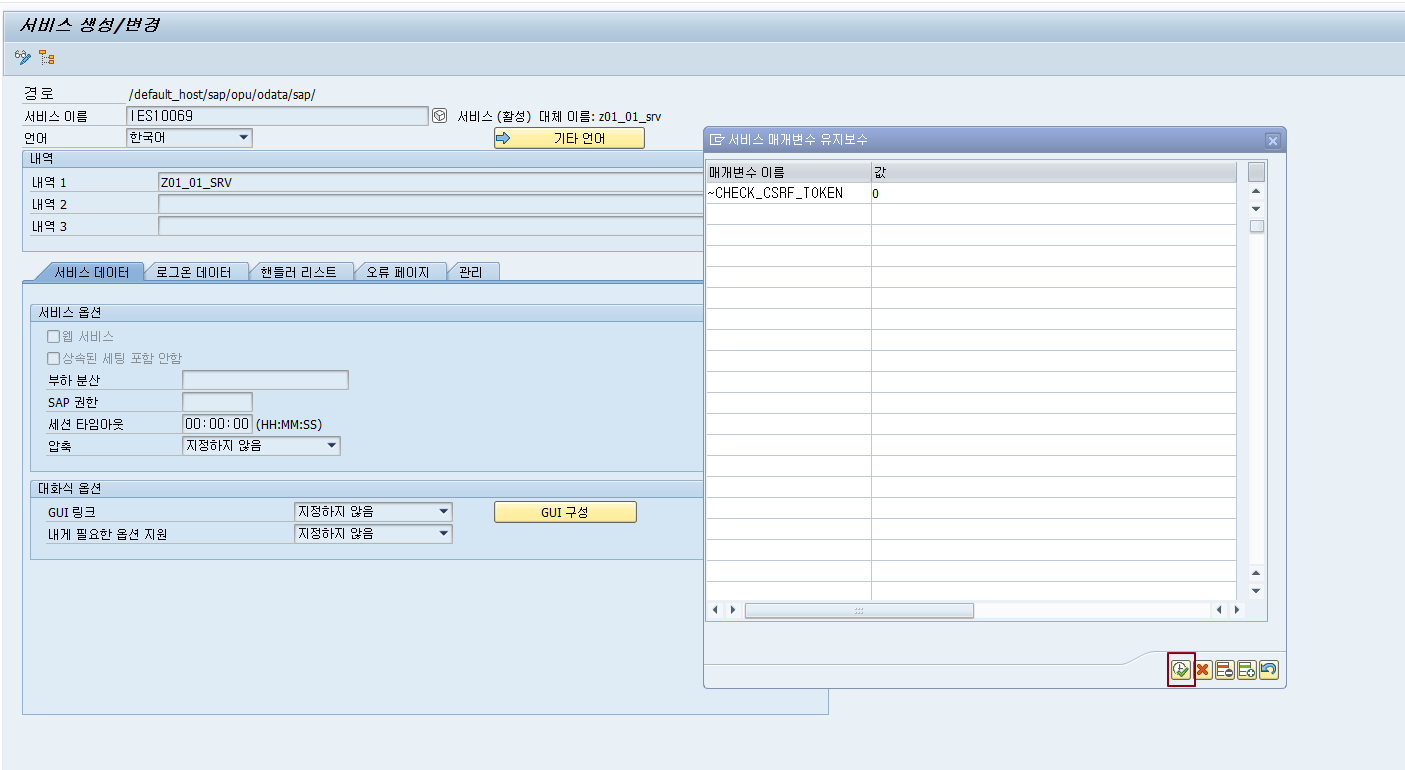 서비스 생성/변경
경로 /default_host/sap/opu/odata/sap/
서비스 이름 IES10069 서비스 (활성) 대체 이름: z01_01_srv
언어 한국어 기타 언어
내역
내역 1 Z01_01_SRV
내역 2
내역 3
서비스 데이터 로그온 데이터 핸들러 리스트 오류 페이지 관리
서비스 옵션
웹 서비스
상속된 세팅 포함 안함
부하 분산
SAP 권한
세션 타임아웃 00:00:00 (HH:MM:SS)
압축 지정하지 않음
대화식 옵션
GUI 링크 지정하지 않음 GUI 구성
내게 필요한 옵션 지원 지정하지 않음
서비스 매개변수 유지보수
매개변수 이름 값
~CHECK_CSRF_TOKEN 0